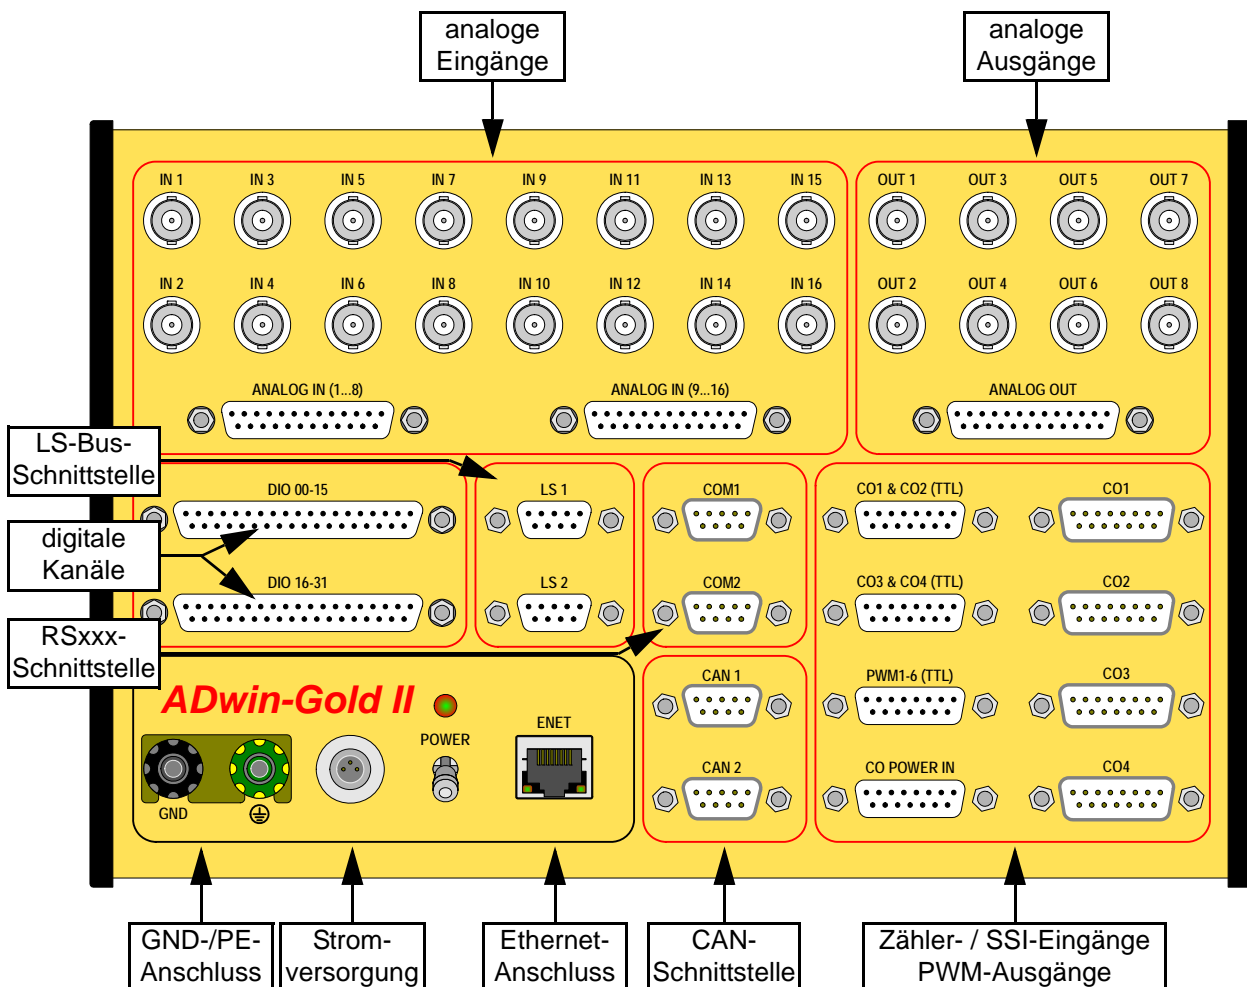 analoge
Eingänge
analoge
Ausgänge
IN 1 IN 3 IN 5 IN 7 IN 9 IN 11 IN 13 IN 15
OUT 1 OUT 3 OUT 5 OUT 7
IN 2 IN 4 IN 6 IN 8 IN 10 IN 12 IN 14 IN 16
OUT 2 OUT 4 OUT 6 OUT 8
ANALOG IN (1...8) ANALOG IN (9...16) ANALOG OUT
LS-Bus-
Schnittstelle
DIO 00-15 LS 1 COM1 CO1 & CO2 (TTL) CO1
digitale
Kanäle
DIO 16-31 LS 2 COM2 CO3 & CO4 (TTL) CO2
RSxxx-
Schnittstelle
ADwin-Gold II
CAN 1 PWM1-6 (TTL) CO3
POWER ENET
CAN 2 CO POWER IN CO4
GND
GND-/PE-
Anschluss
Strom-
versorgung
Ethernet-
Anschluss
CAN-
Schnittstelle
Zähler- / SSI-Eingänge
PWM-Ausgänge